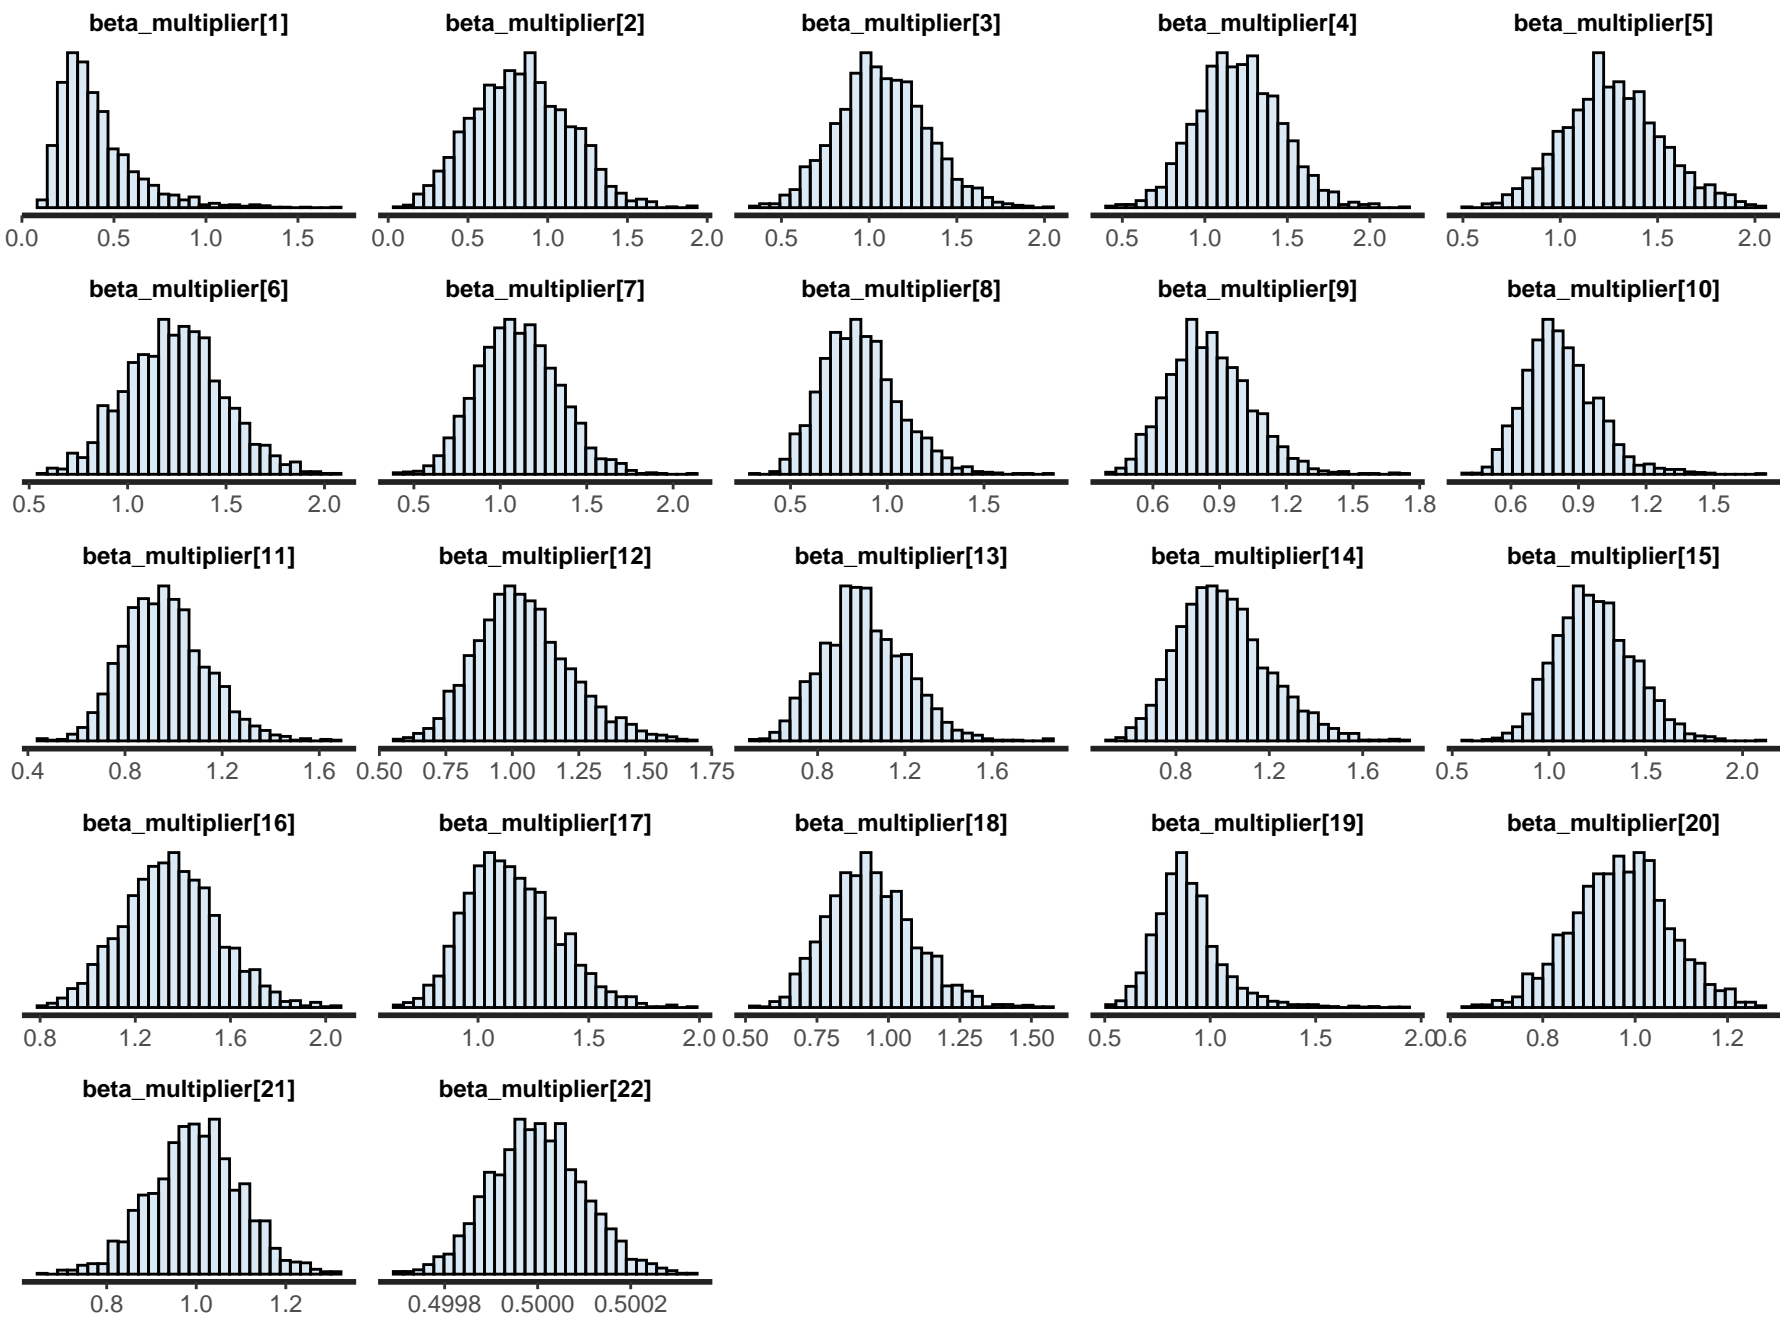 beta_multiplier[1] beta_multiplier[2] beta_multiplier[3] beta_multiplier[4] beta_multiplier[5]
0.0 0.5 1.0 1.5 0.0 0.5 1.0 1.5 2.0 0.5 1.0 1.5 2.0 0.5 1.0 1.5 2.0 0.5 1.0 1.5 2.0
beta_multiplier[6] beta_multiplier[7] beta_multiplier[8] beta_multiplier[9] beta_multiplier[10]
0.5 1.0 1.5 2.0 0.5 1.0 1.5 2.0 0.5 1.0 1.5 0.6 0.9 1.2 1.5 1.8 0.6 0.9 1.2 1.5
beta_multiplier[11] beta_multiplier[12] beta_multiplier[13] beta_multiplier[14] beta_multiplier[15]
0.4 0.8 1.2 1.6 0.50 0.75 1.00 1.25 1.50 1.75 0.8 1.2 1.6 0.8 1.2 1.6 0.5 1.0 1.5 2.0
beta_multiplier[16] beta_multiplier[17] beta_multiplier[18] beta_multiplier[19] beta_multiplier[20]
0.8 1.2 1.6 2.0 1.0 1.5 2.0 0.50 0.75 1.00 1.25 1.50 0.5 1.0 1.5 2.0 0.6 0.8 1.0 1.2
beta_multiplier[21] beta_multiplier[22]
0.8 1.0 1.2 0.4998 0.5000 0.5002